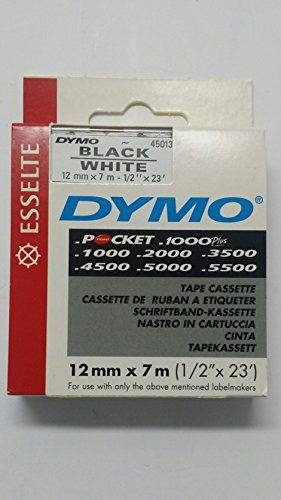 ESSELTE
DYMO 45013
BLACK
~
WHITE
12 mm x 7 m - 1/2'' x 23'
DYMO®
.POCKET .1000 Plus
.1000 .2000 .3500
.4500 .5000 .5500
TAPE CASSETTE
CASSETTE DE RUBAN A ETIQUETER
SCHRIFTBAND-KASSETTE
NASTRO IN CARTUCCIA
CINTA
TAPEKASSETT
12 mm x 7 m (1/2" x 23')
For use with only the above mentioned labelmakers